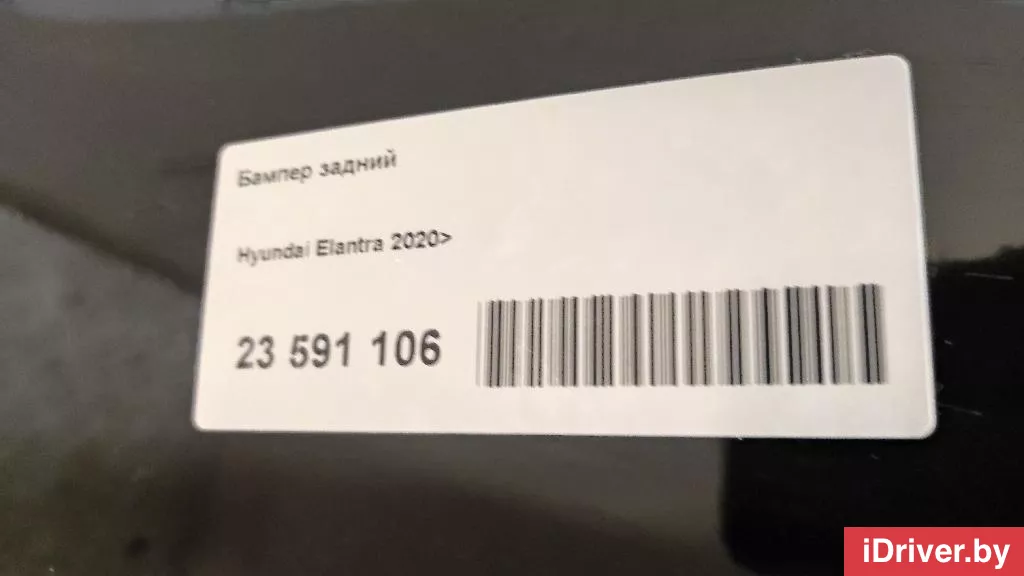 Бампер задний
Hyundai Elantra 2020>
23 591 106
iDriver.by